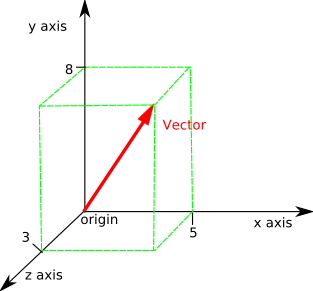 y axis
8
Vector
origin
x axis
5
3
z axis